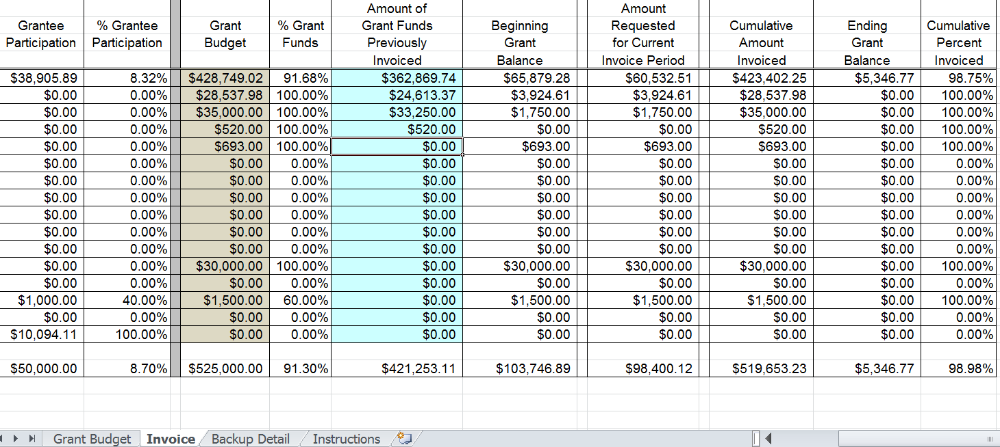 Amount of Amount
Grantee % Grantee Grant % Grant Grant Funds Beginning Requested Cumulative Ending Cumulative
Participation Participation Budget Funds Previously Grant for Current Amount Grant Percent
Invoiced Balance Invoice Period Invoiced Balance Invoiced
$38,905.89 8.32% $428,749.02 91.68% $362,869.74 $65,879.28 $60,532.51 $423,402.25 $5,346.77 98.75%
$0.00 0.00% $28,537.98 100.00% $24,613.37 $3,924.61 $3,924.61 $28,537.98 $0.00 100.00%
$0.00 0.00% $35,000.00 100.00% $33,250.00 $1,750.00 $1,750.00 $35,000.00 $0.00 100.00%
$0.00 0.00% $520.00 100.00% $520.00 $0.00 $0.00 $520.00 $0.00 100.00%
$0.00 0.00% $693.00 100.00% $0.00 $693.00 $693.00 $693.00 $0.00 100.00%
$0.00 0.00% $0.00 0.00% $0.00 $0.00 $0.00 $0.00 $0.00 0.00%
$0.00 0.00% $0.00 0.00% $0.00 $0.00 $0.00 $0.00 $0.00 0.00%
$0.00 0.00% $0.00 0.00% $0.00 $0.00 $0.00 $0.00 $0.00 0.00%
$0.00 0.00% $0.00 0.00% $0.00 $0.00 $0.00 $0.00 $0.00 0.00%
$0.00 0.00% $0.00 0.00% $0.00 $0.00 $0.00 $0.00 $0.00 0.00%
$0.00 0.00% $0.00 0.00% $0.00 $0.00 $0.00 $0.00 $0.00 0.00%
$0.00 0.00% $30,000.00 100.00% $0.00 $30,000.00 $30,000.00 $30,000.00 $0.00 100.00%
$0.00 0.00% $0.00 0.00% $0.00 $0.00 $0.00 $0.00 $0.00 0.00%
$1,000.00 40.00% $1,500.00 60.00% $0.00 $1,500.00 $1,500.00 $1,500.00 $0.00 100.00%
$0.00 0.00% $0.00 0.00% $0.00 $0.00 $0.00 $0.00 $0.00 0.00%
$10,094.11 100.00% $0.00 0.00% $0.00 $0.00 $0.00 $0.00 $0.00 0.00%
$50,000.00 8.70% $525,000.00 91.30% $421,253.11 $103,746.89 $98,400.12 $519,653.23 $5,346.77 98.98%
Grant Budget Invoice Backup Detail Instructions